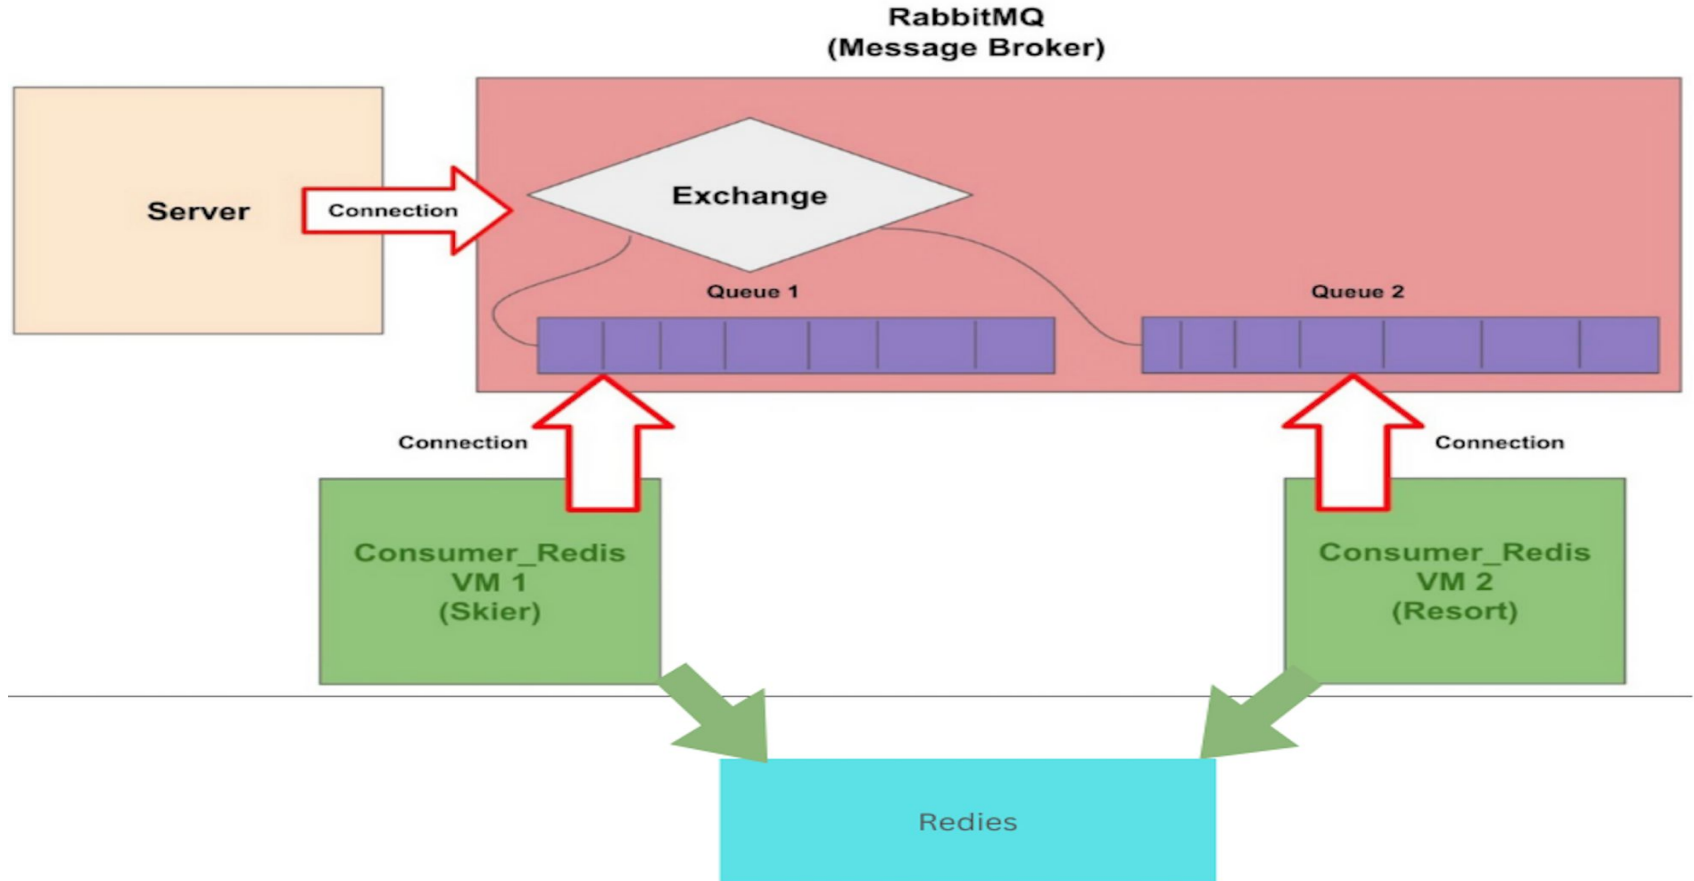 RabbitMQ
(Message Broker)
Server
Connection
Exchange
Queue 1
Queue 2
Connection
Connection
Consumer_Redis
VM 1
(Skier)
Consumer_Redis
VM 2
(Resort)
Redies